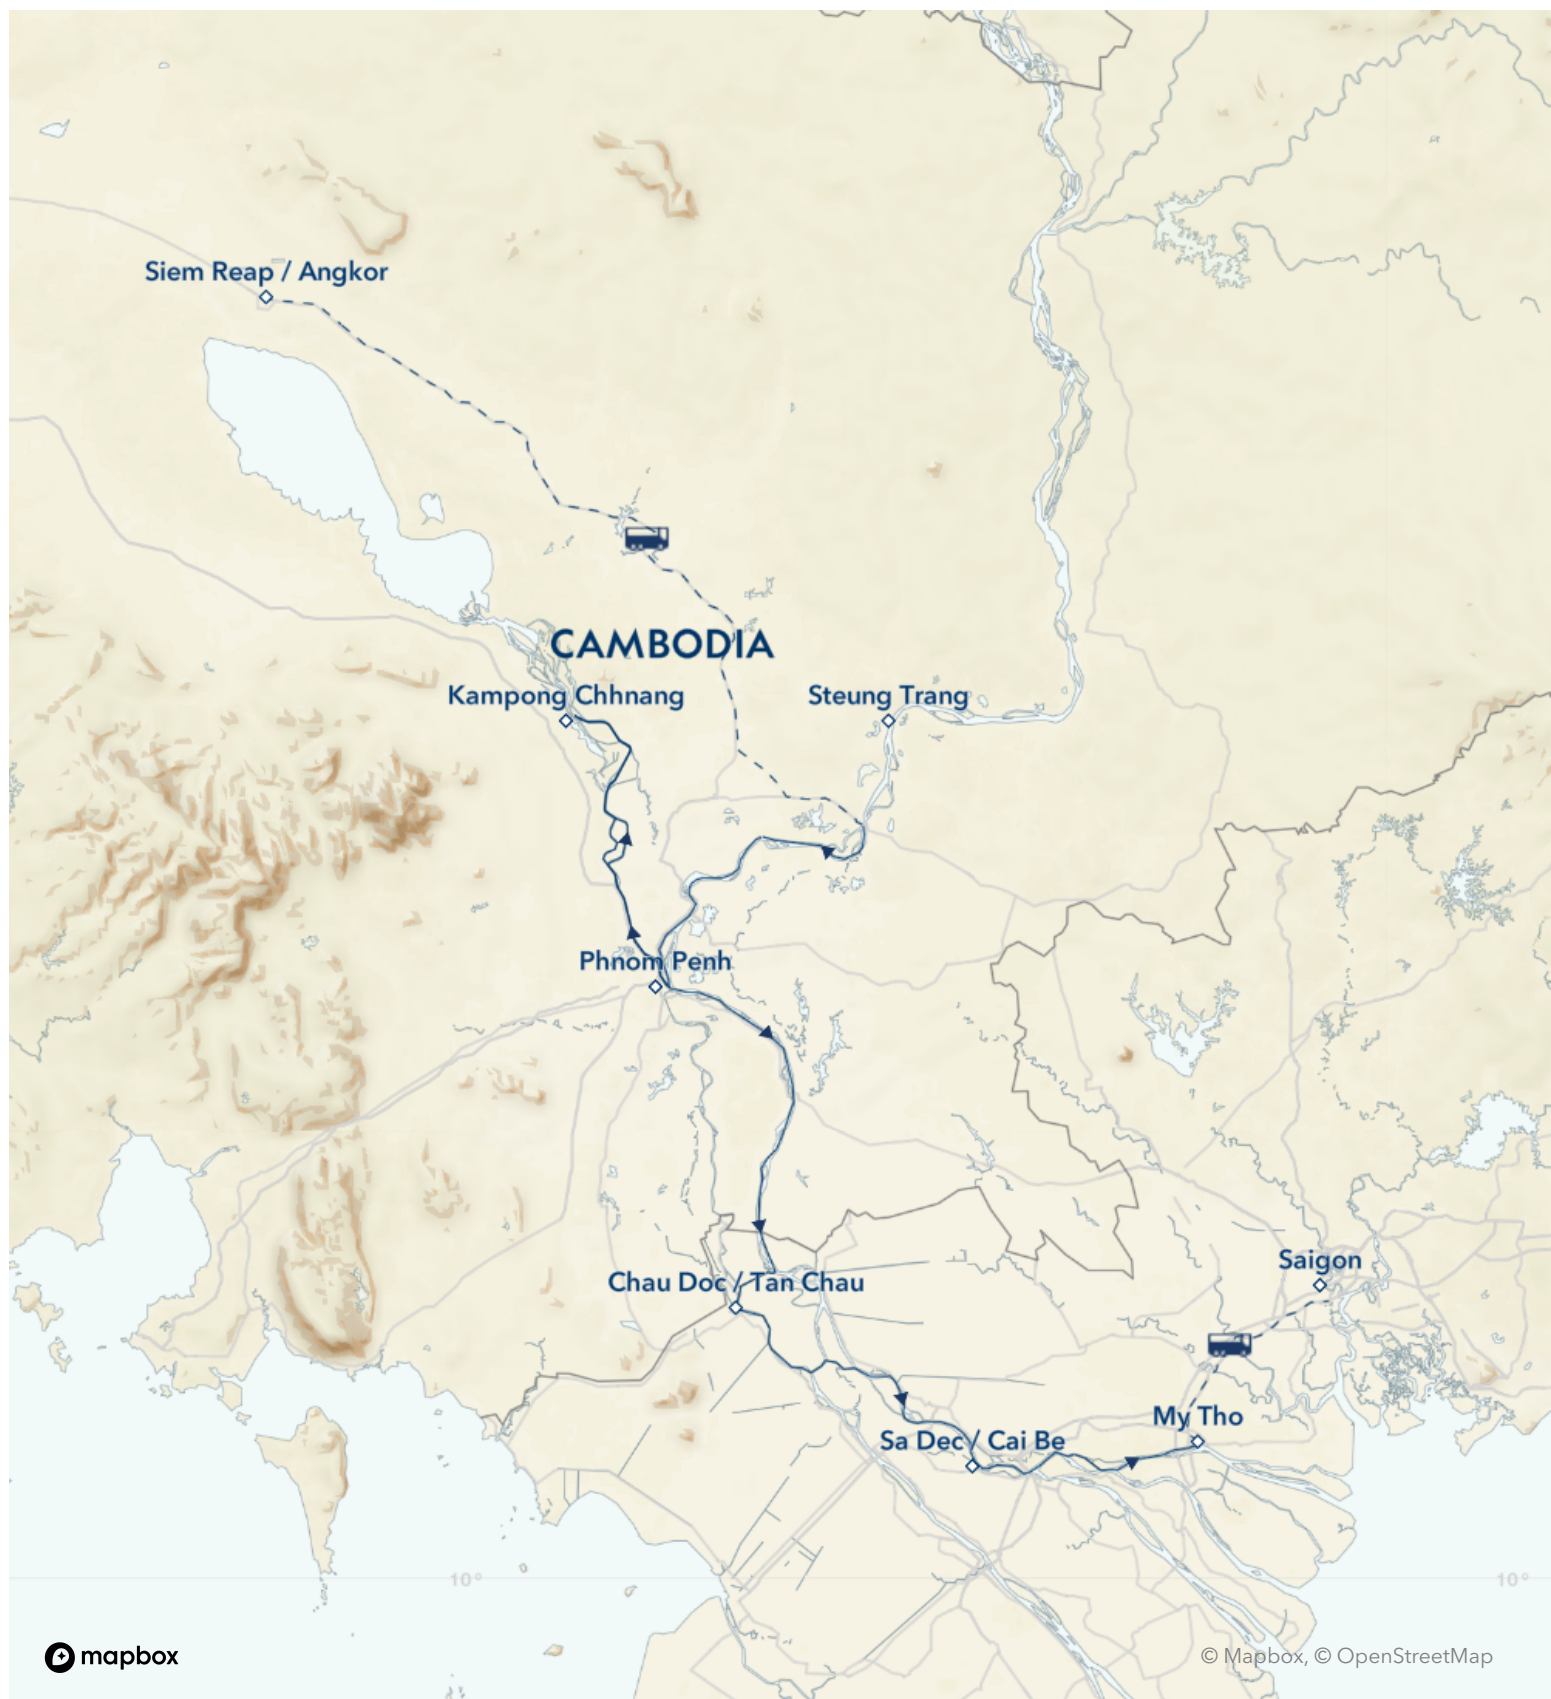 Siem Reap / Angkor
CAMBODIA
Kampong Chhnang
Steung Trang
Phnom Penh
Saigon
Chau Doc / Tan Chau
My Tho
Sa Dec / Cai Be
10°
10°
mapbox
© Mapbox, © OpenStreetMap